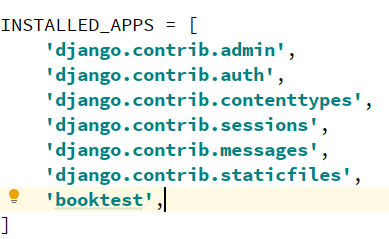 INSTALLED_APPS = [
    'django.contrib.admin',
    'django.contrib.auth',
    'django.contrib.contenttypes',
    'django.contrib.sessions',
    'django.contrib.messages',
    'django.contrib.staticfiles',
    'booktest',
]